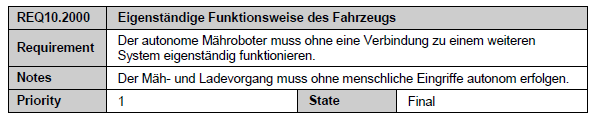 REQ10.2000 Eigenständige Funktionsweise des Fahrzeugs
Requirement Der autonome Mähroboter muss ohne eine Verbindung zu einem weiteren
System eigenständig funktionieren.
Notes Der Mäh- und Ladevorgang muss ohne menschliche Eingriffe autonom erfolgen.
Priority 1 State Final